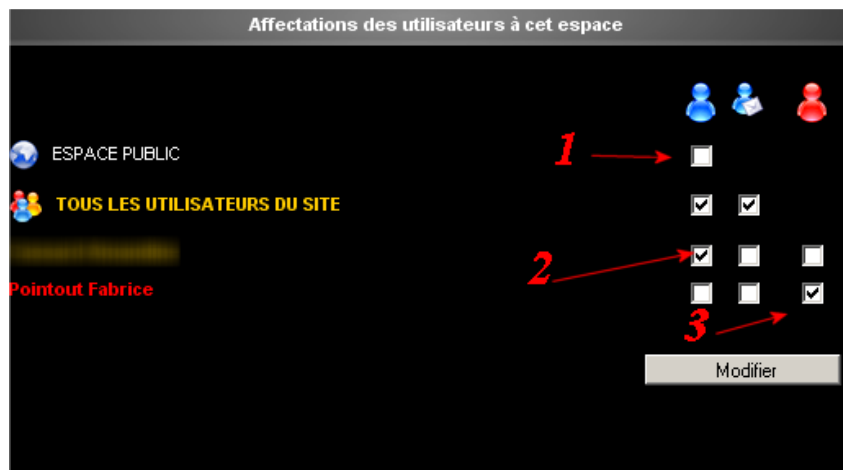 Affectations des utilisateurs à cet espace
ESPACE PUBLIC
1
TOUS LES UTILISATEURS DU SITE
2
Pointout Fabrice
3
Modifier